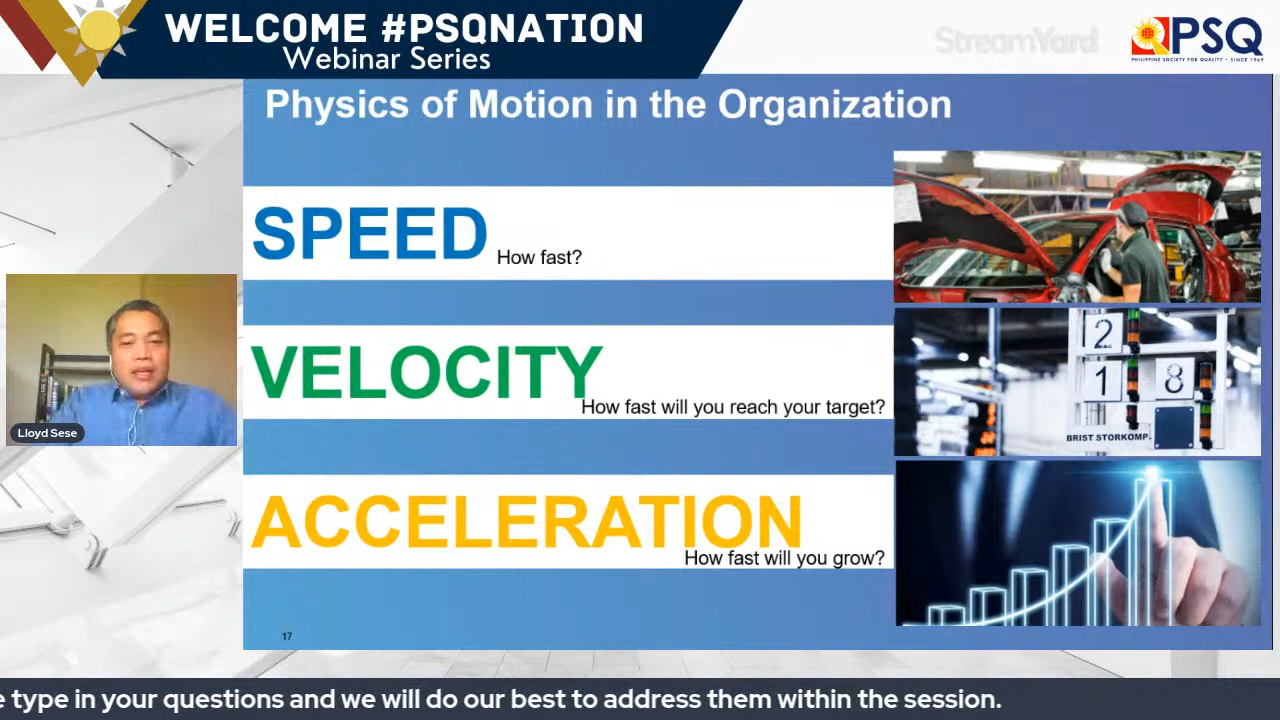 WELCOME #PSQNATION
Webinar Series
StreamYard
PSQ
PHILIPPINE SOCIETY FOR QUALITY • SINCE 1969
Physics of Motion in the Organization
SPEED
How fast?
VELOCITY
How fast will you reach your target?
ACCELERATION
How fast will you grow?
2
1 8
BRIST STORKOMP.
Lloyd Sese
17
e type in your questions and we will do our best to address them within the session.